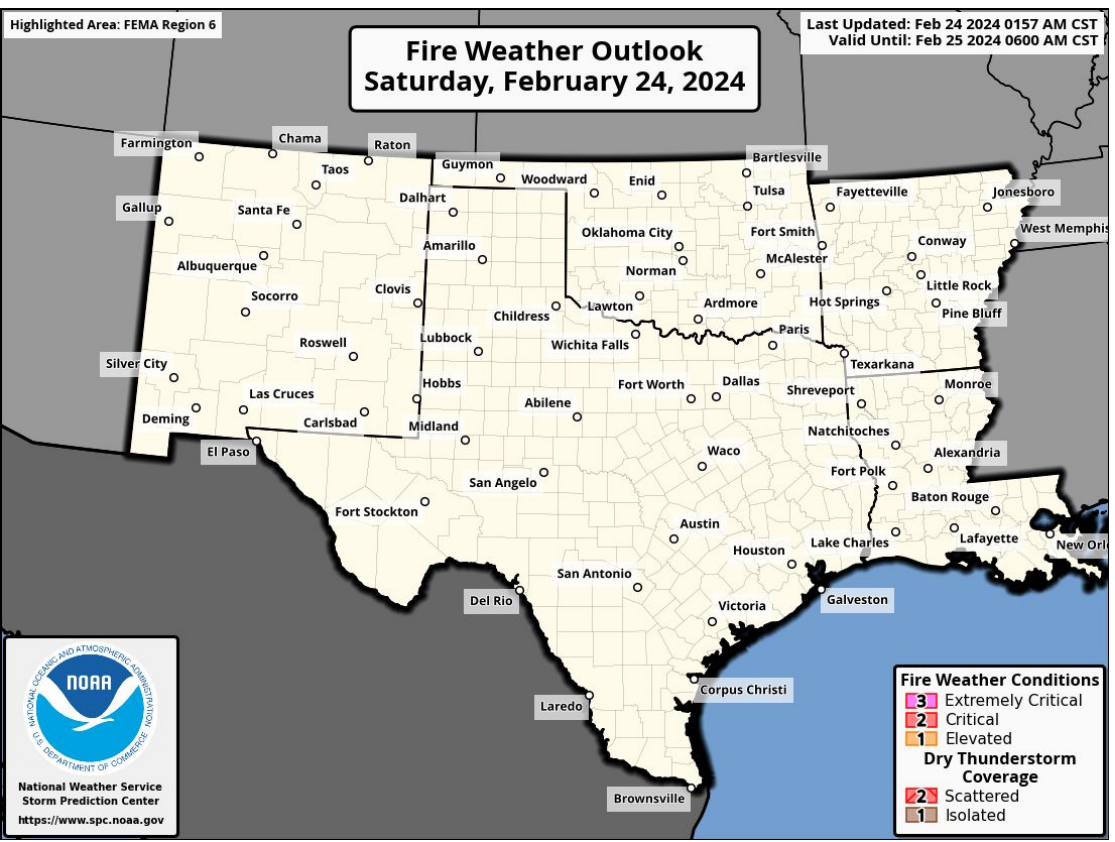 Highlighted Area: FEMA Region 6
Fire Weather Outlook
Saturday, February 24, 2024
Last Updated: Feb 24 2024 0157 AM CST
Valid Until: Feb 25 2024 0600 AM CST
Farmington
Chama
Raton
Taos
Guymon
Woodward
Enid
Bartlesville
Tulsa
Fayetteville
Jonesboro
Gallup
Santa Fe
Dalhart
Oklahoma City
Fort Smith
Conway
West Memphis
Albuquerque
Amarillo
Norman
McAlester
Little Rock
Socorro
Clovis
Childress
Lawton
Ardmore
Hot Springs
Pine Bluff
Roswell
Lubbock
Wichita Falls
Paris
Texarkana
Silver City
Las Cruces
Hobbs
Fort Worth
Dallas
Shreveport
Monroe
Deming
Carlsbad
Midland
Abilene
Natchitoches
El Paso
Waco
Alexandria
San Angelo
Fort Polk
Fort Stockton
Baton Rouge
Austin
Houston
Lake Charles
Lafayette
New Orl
San Antonio
Del Rio
Victoria
Galveston
Laredo
Corpus Christi
Brownsville
NATIONAL OCEANIC AND ATMOSPHERIC ADMINISTRATION
NOAA
U.S. DEPARTMENT OF COMMERCE
National Weather Service
Storm Prediction Center
https://www.spc.noaa.gov
Fire Weather Conditions
3 Extremely Critical
2 Critical
1 Elevated
Dry Thunderstorm
Coverage
2 Scattered
1 Isolated